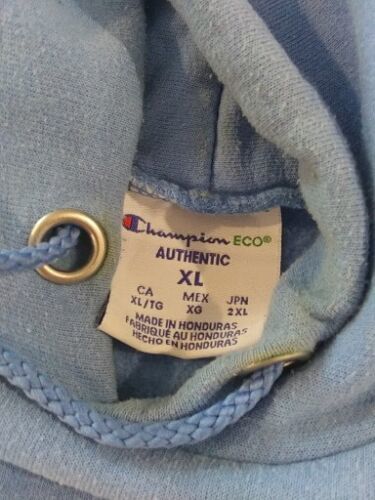 Champion ECO®
AUTHENTIC
XL
CA MEX JPN
XL/TG XG 2XL
MADE IN HONDURAS
FABRIQUÉ AU HONDURAS
HECHO EN HONDURAS